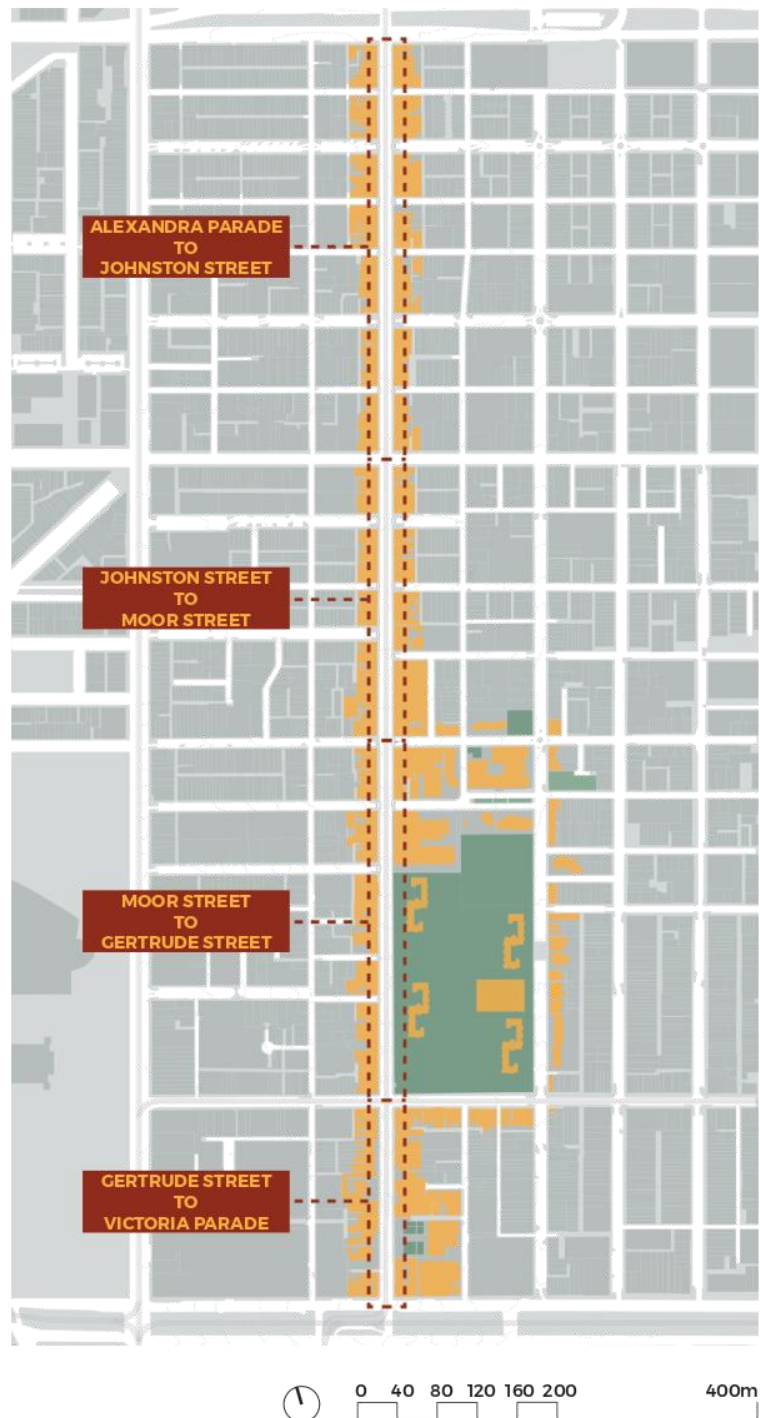 ALEXANDRA PARADE
TO
JOHNSTON STREET
JOHNSTON STREET
TO
MOOR STREET
MOOR STREET
TO
GERTRUDE STREET
GERTRUDE STREET
TO
VICTORIA PARADE
0 40 80 120 160 200 400m